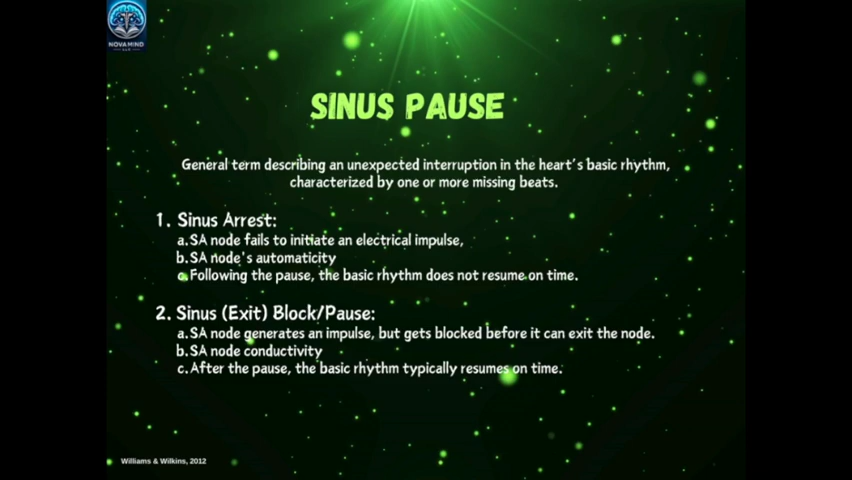 NOVAMIND
SINUS PAUSE
General term describing an unexpected interruption in the heart's basic rhythm,
characterized by one or more missing beats.
1. Sinus Arrest:
a. SA node fails to initiate an electrical impulse,
b. SA node's automaticity
c. Following the pause, the basic rhythm does not resume on time.
2. Sinus (Exit) Block/Pause:
a. SA node generates an impulse, but gets blocked before it can exit the node.
b. SA node conductivity
c. After the pause, the basic rhythm typically resumes on time.
Williams & Wilkins, 2012